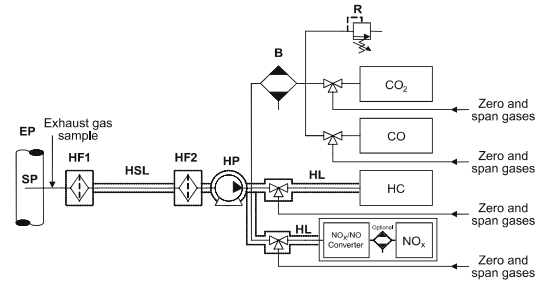 R
B
CO2
Zero and
span gases
EP
Exhaust gas
sample
CO
Zero and
span gases
SP
HF1
HSL
HF2
HP
HL
HC
Zero and
span gases
HL
NOx/NO
Converter
Optional
NOx
Zero and
span gases